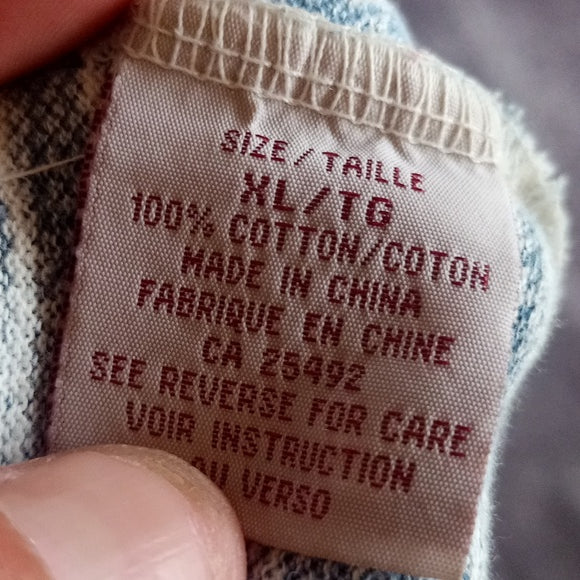 SIZE/TAILLE
XL/TG
100% COTTON/COTON
MADE IN CHINA
FABRIQUE EN CHINE
CA 25492
SEE REVERSE FOR CARE
VOIR INSTRUCTION
AU VERSO